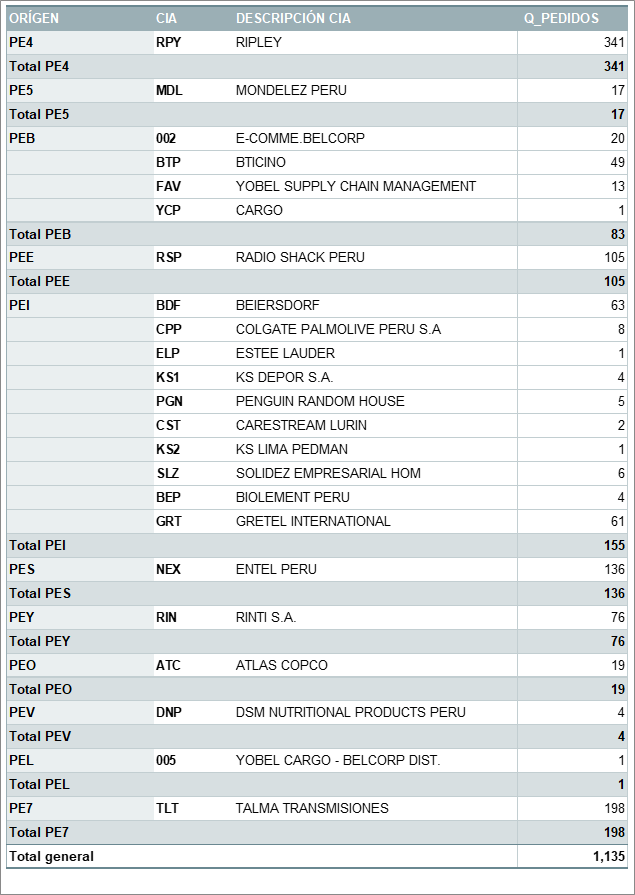 ORÍGEN CIA DESCRIPCIÓN CIA Q_PEDIDOS
PE4 RPY RIPLEY 341
Total PE4 341
PE5 MDL MONDELEZ PERU 17
Total PE5 17
PEB 002 E-COMME.BELCORP 20
BTP BTICINO 49
FAV YOBEL SUPPLY CHAIN MANAGEMENT 13
YCP CARGO 1
Total PEB 83
PEE RSP RADIO SHACK PERU 105
Total PEE 105
PEI BDF BEIERSDORF 63
CPP COLGATE PALMOLIVE PERU S.A 8
ELP ESTEE LAUDER 1
KS1 KS DEPOR S.A. 4
PGN PENGUIN RANDOM HOUSE 5
CST CARESTREAM LURIN 2
KS2 KS LIMA PEDMAN 1
SLZ SOLIDEZ EMPRESARIAL HOM 6
BEP BIOLEMENT PERU 4
GRT GRETEL INTERNATIONAL 61
Total PEI 155
PES NEX ENTEL PERU 136
Total PES 136
PEY RIN RINTI S.A. 76
Total PEY 76
PEO ATC ATLAS COPCO 19
Total PEO 19
PEV DNP DSM NUTRITIONAL PRODUCTS PERU 4
Total PEV 4
PEL 005 YOBEL CARGO - BELCORP DIST. 1
Total PEL 1
PE7 TLT TALMA TRANSMISIONES 198
Total PE7 198
Total general 1,135